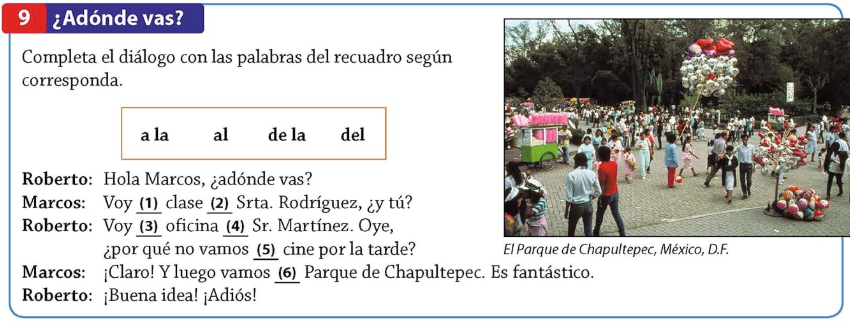 9 ¿Adónde vas?
Completa el diálogo con las palabras del recuadro según
corresponda.
a la al de la del
Roberto: Hola Marcos, ¿adónde vas?
Marcos: Voy (1) clase (2) Srta. Rodríguez, ¿y tú?
Roberto: Voy (3) oficina (4) Sr. Martínez. Oye,
¿por qué no vamos (5) cine por la tarde?
Marcos: ¡Claro! Y luego vamos (6) Parque de Chapultepec. Es fantástico.
Roberto: ¡Buena idea! ¡Adiós!
El Parque de Chapultepec, México, D.F.